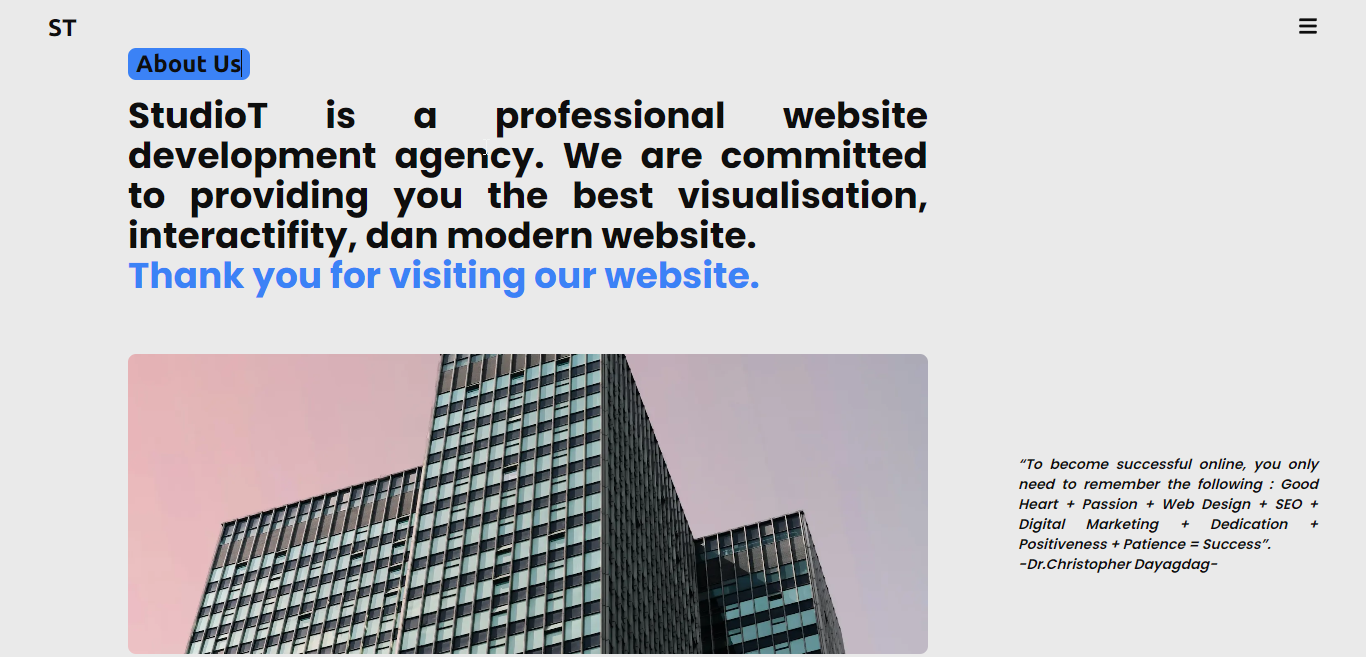 ST
About Us
StudioT is a professional website
development agency. We are committed
to providing you the best visualisation,
interactifity, dan modern website.
Thank you for visiting our website.
“To become successful online, you only
need to remember the following : Good
Heart + Passion + Web Design + SEO +
Digital Marketing + Dedication +
Positiveness + Patience = Success”.
-Dr.Christopher Dayagdag-